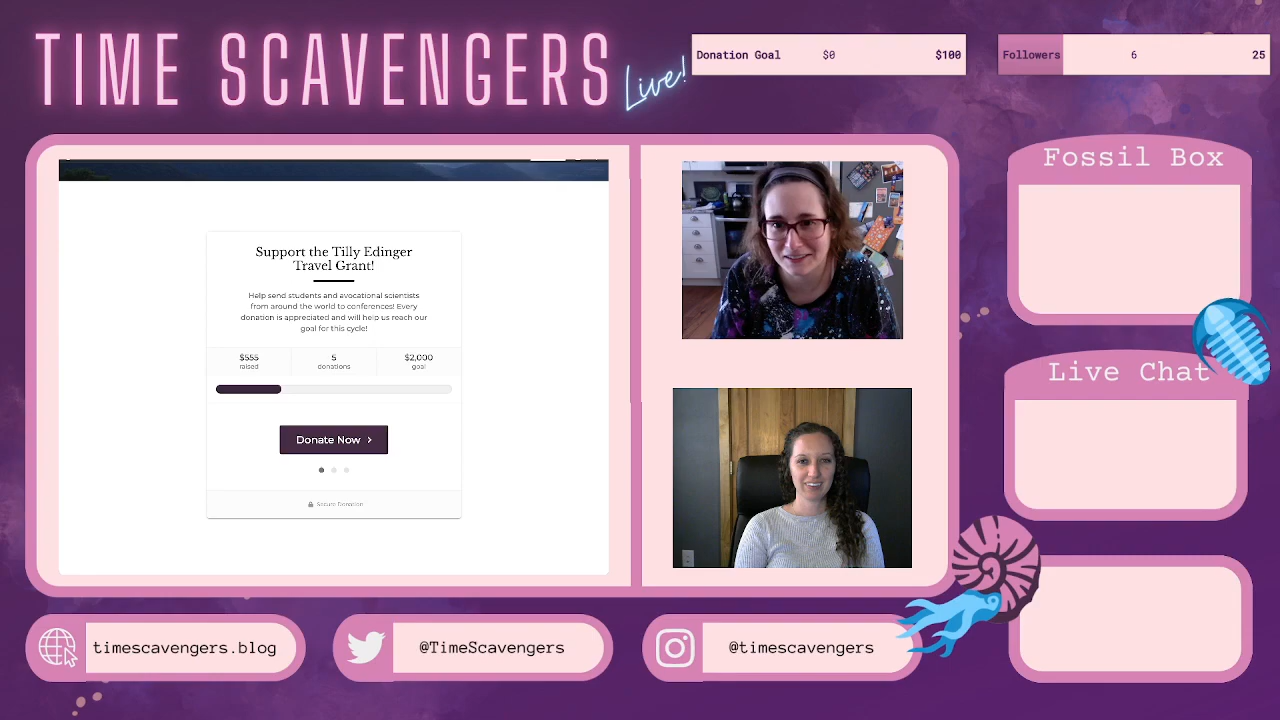 TIME SCAVENGERS
Live!
Donation Goal $0 $100
Followers 6 25
Fossil Box
Support the Tilly Edinger
Travel Grant!
Help send students and avocational scientists
from around the world to conferences! Every
donation is appreciated and will help us reach our
goal for this cycle!
$555 5 $2,000
raised donations goal
Donate Now >
Secure Donation
Live Chat
timescavengers.blog
@TimeScavengers
@timescavengers